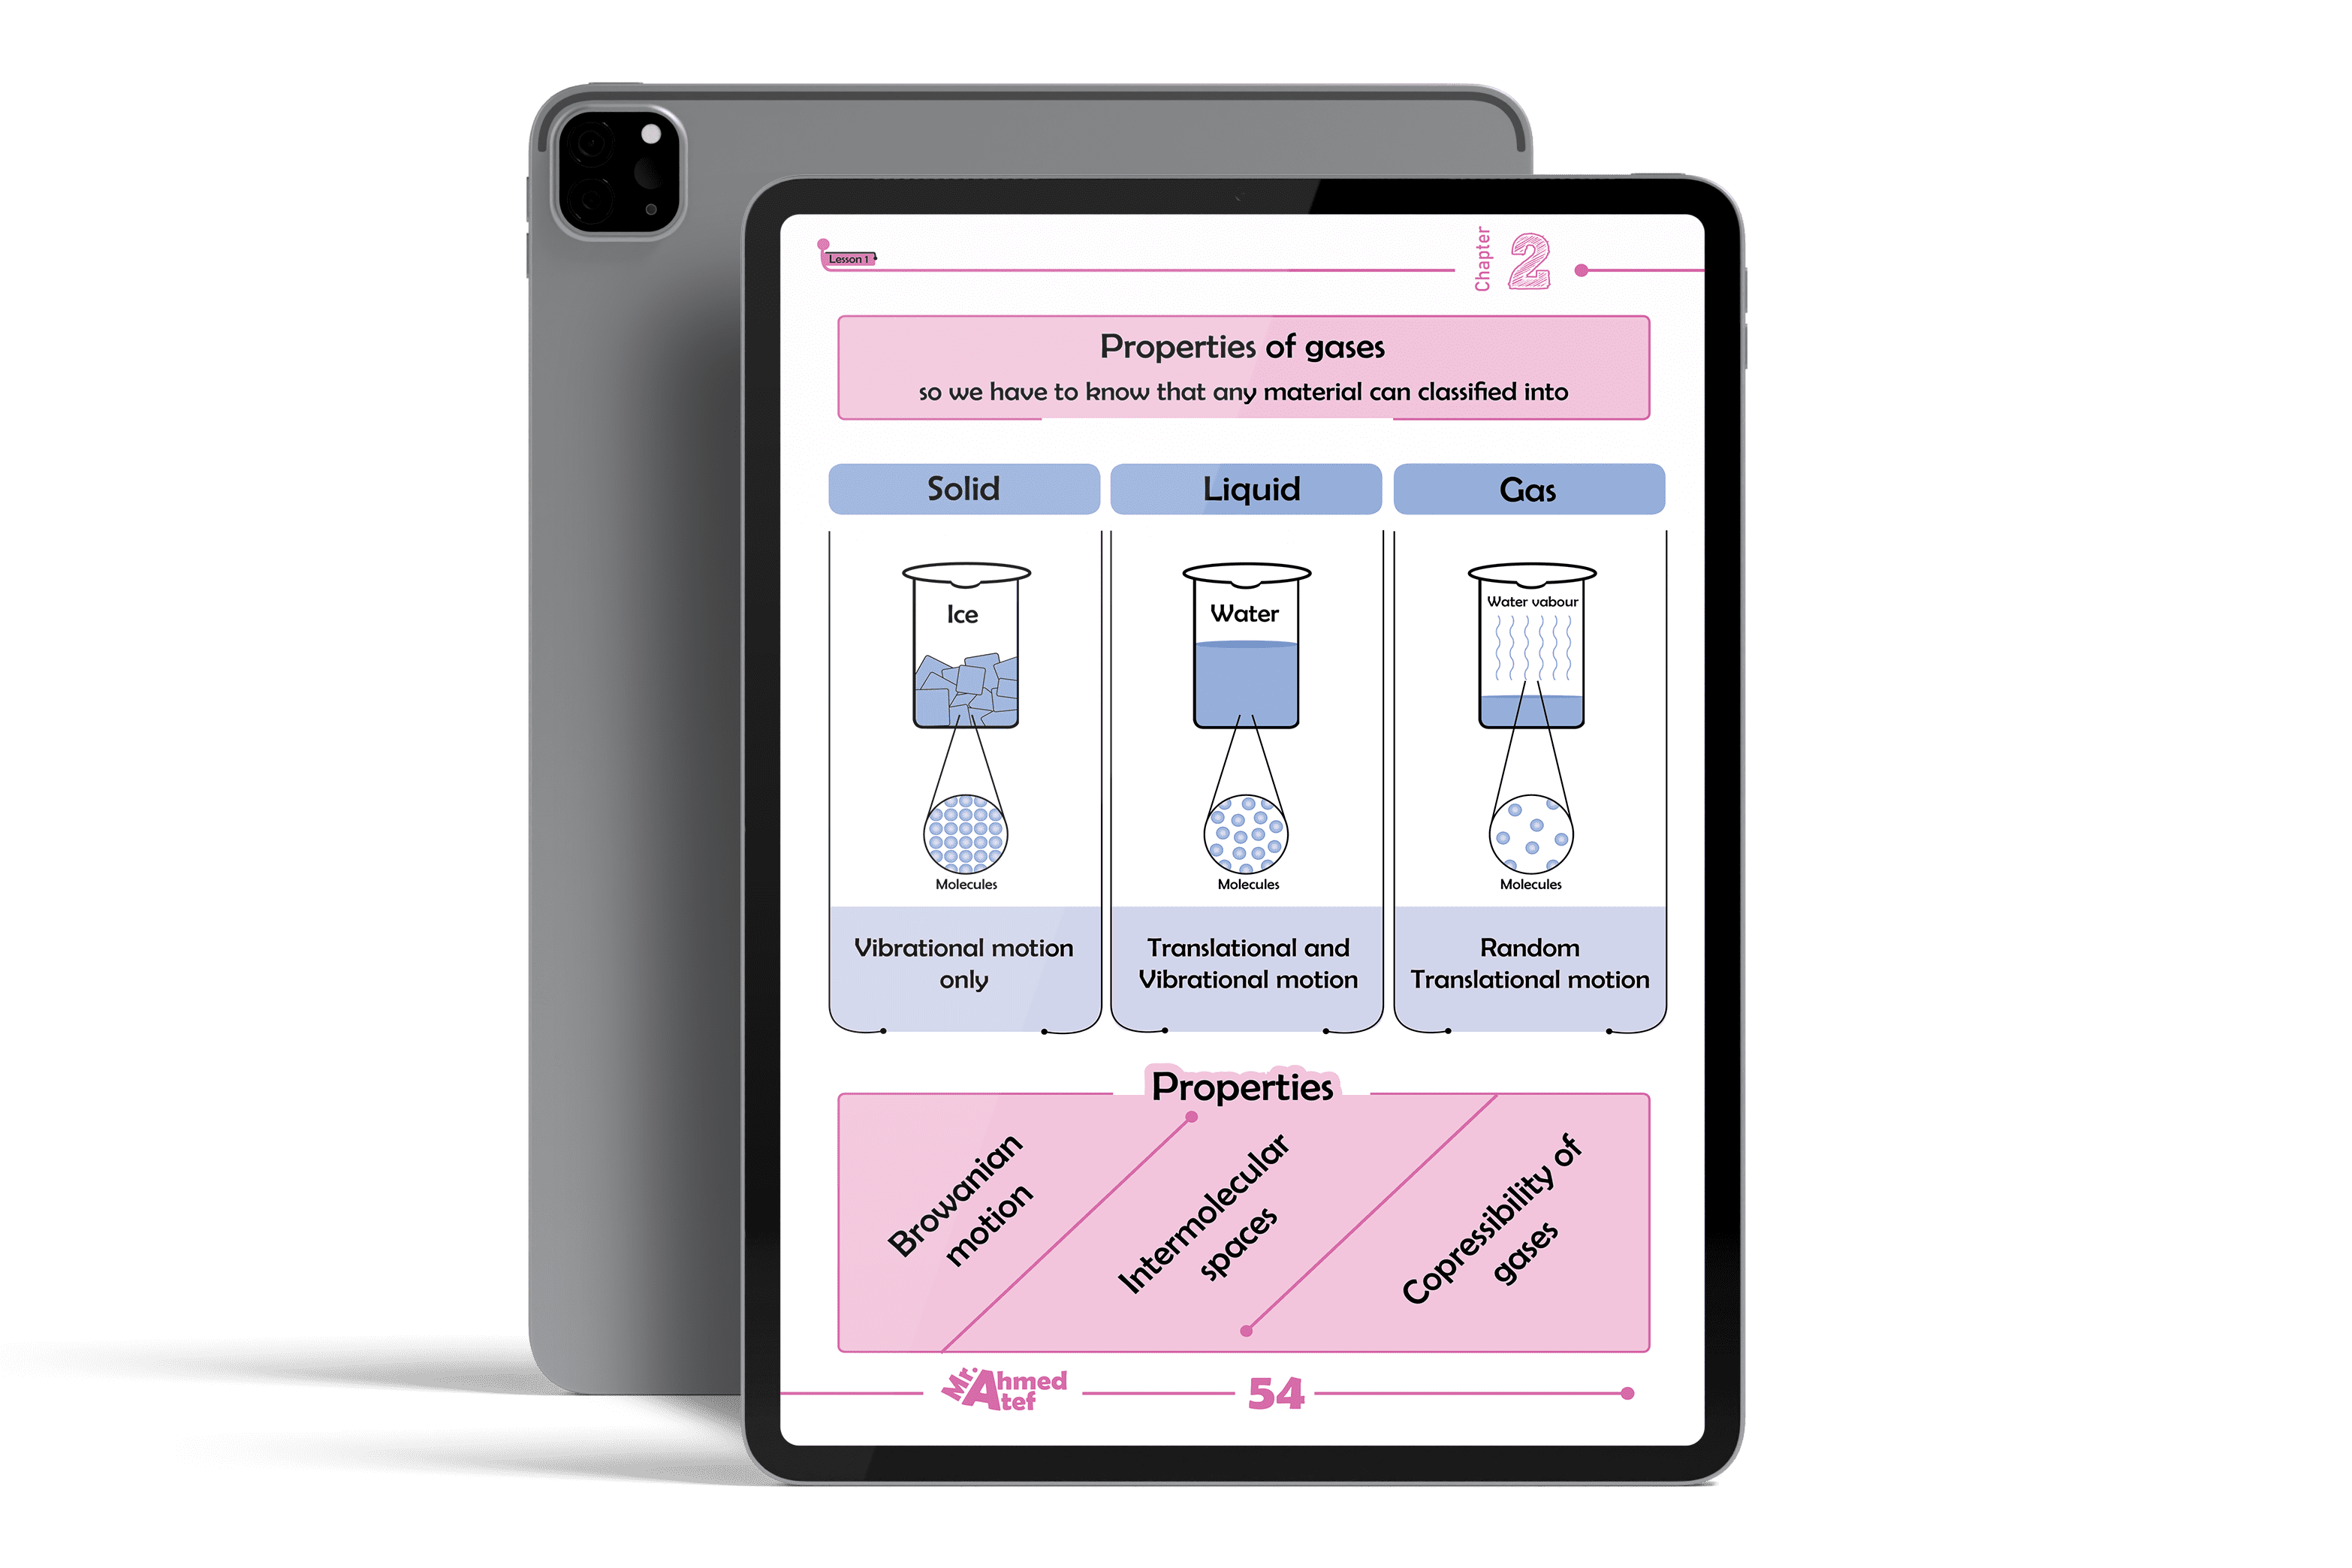 Lesson 1
Chapter
2
Properties of gases
so we have to know that any material can classified into
Solid
Liquid
Gas
Ice
Water
Water vabour
Molecules
Molecules
Molecules
Vibrational motion
only
Translational and
Vibrational motion
Random
Translational motion
Properties
Browanian
motion
Intermolecular
spaces
Copressibility of
gases
Mr. Ahmed
Atef
54